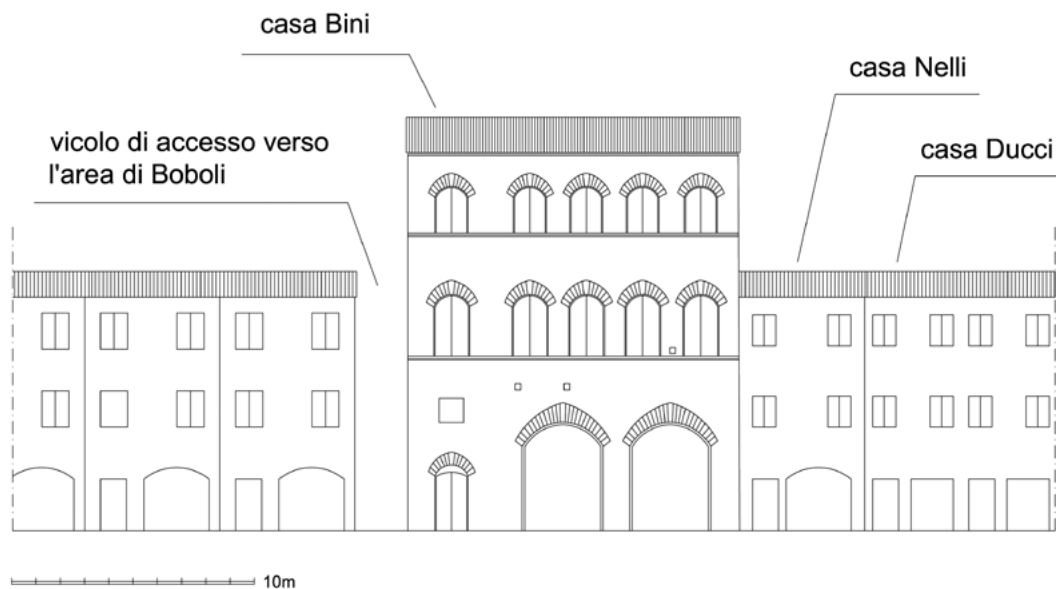 casa Bini
casa Nelli
vicolo di accesso verso
l'area di Boboli
casa Ducci
10m